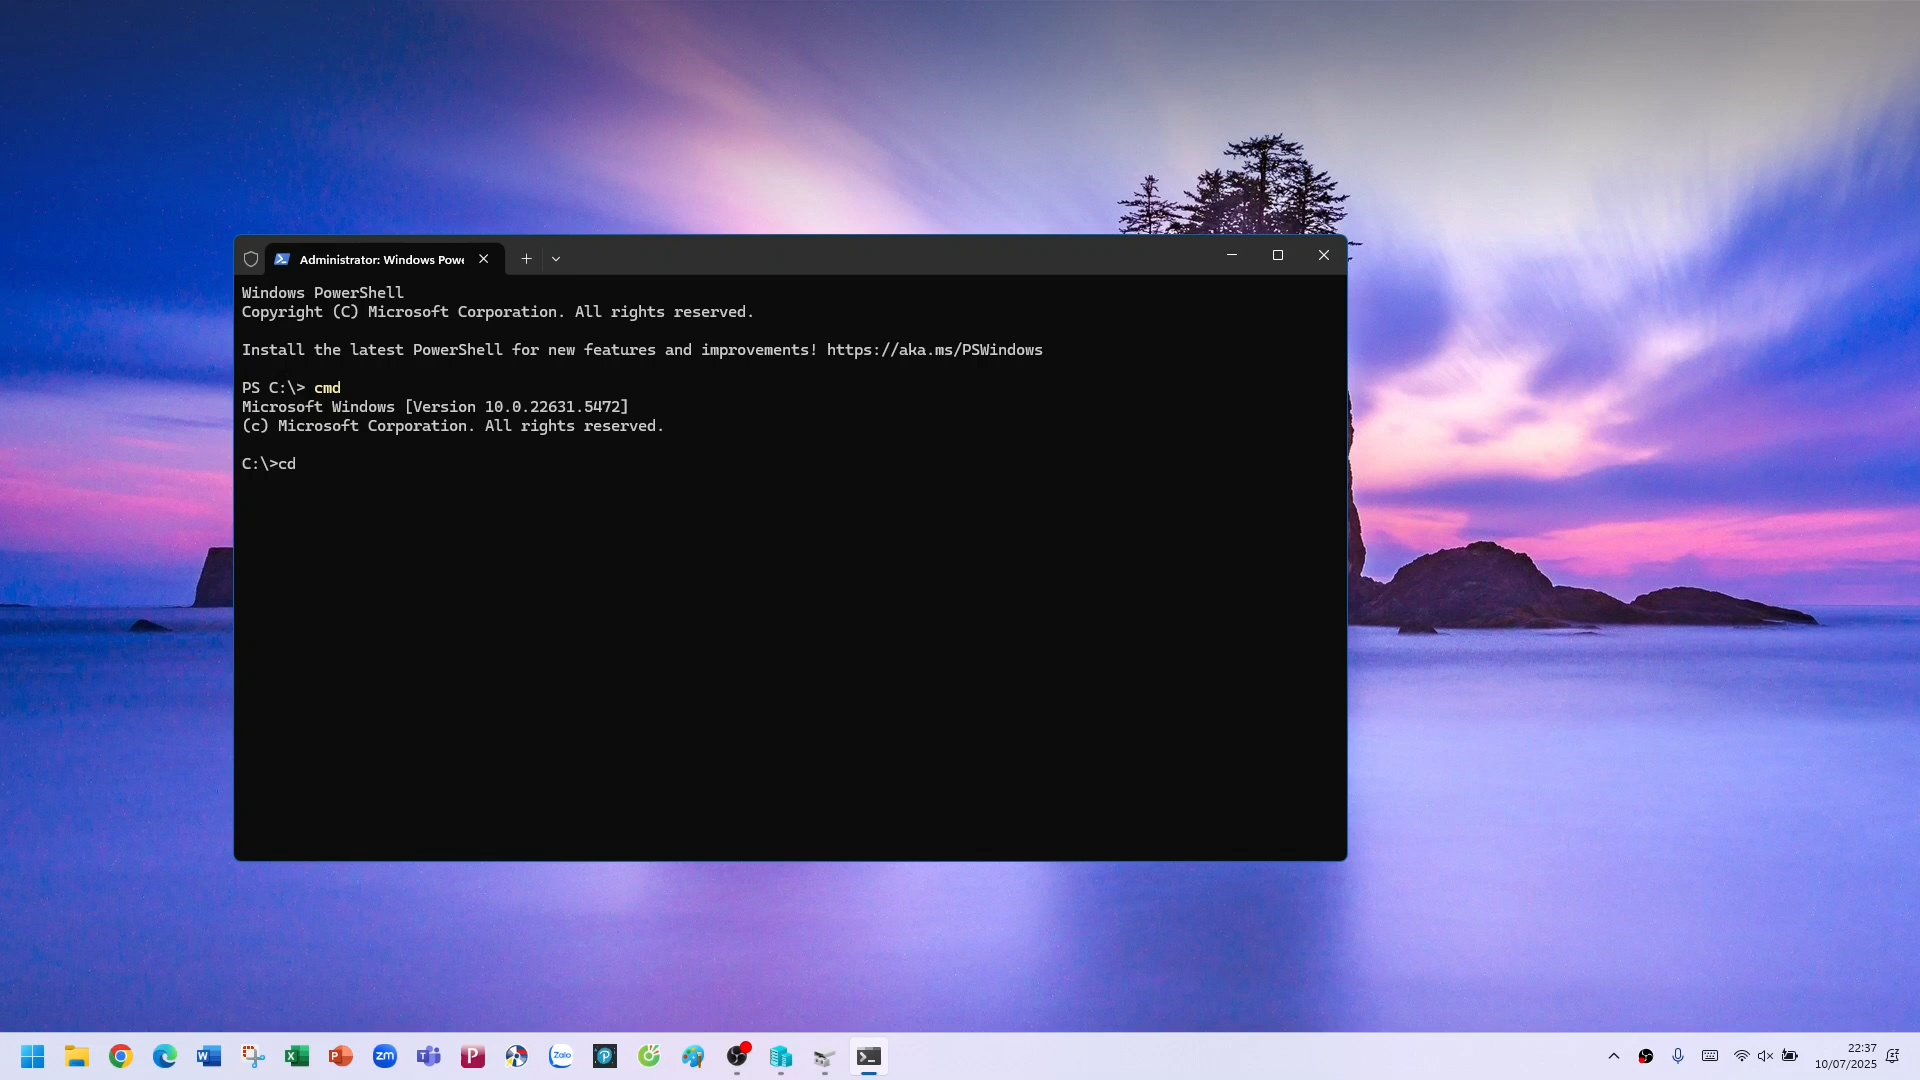 Administrator: Windows Powe
Windows PowerShell
Copyright (C) Microsoft Corporation. All rights reserved.
Install the latest PowerShell for new features and improvements! https://aka.ms/PSWindows
PS C:\> cmd
Microsoft Windows [Version 10.0.22631.5472]
(c) Microsoft Corporation. All rights reserved.
C:\>cd
zm
Zalo
22:37
10/07/2025